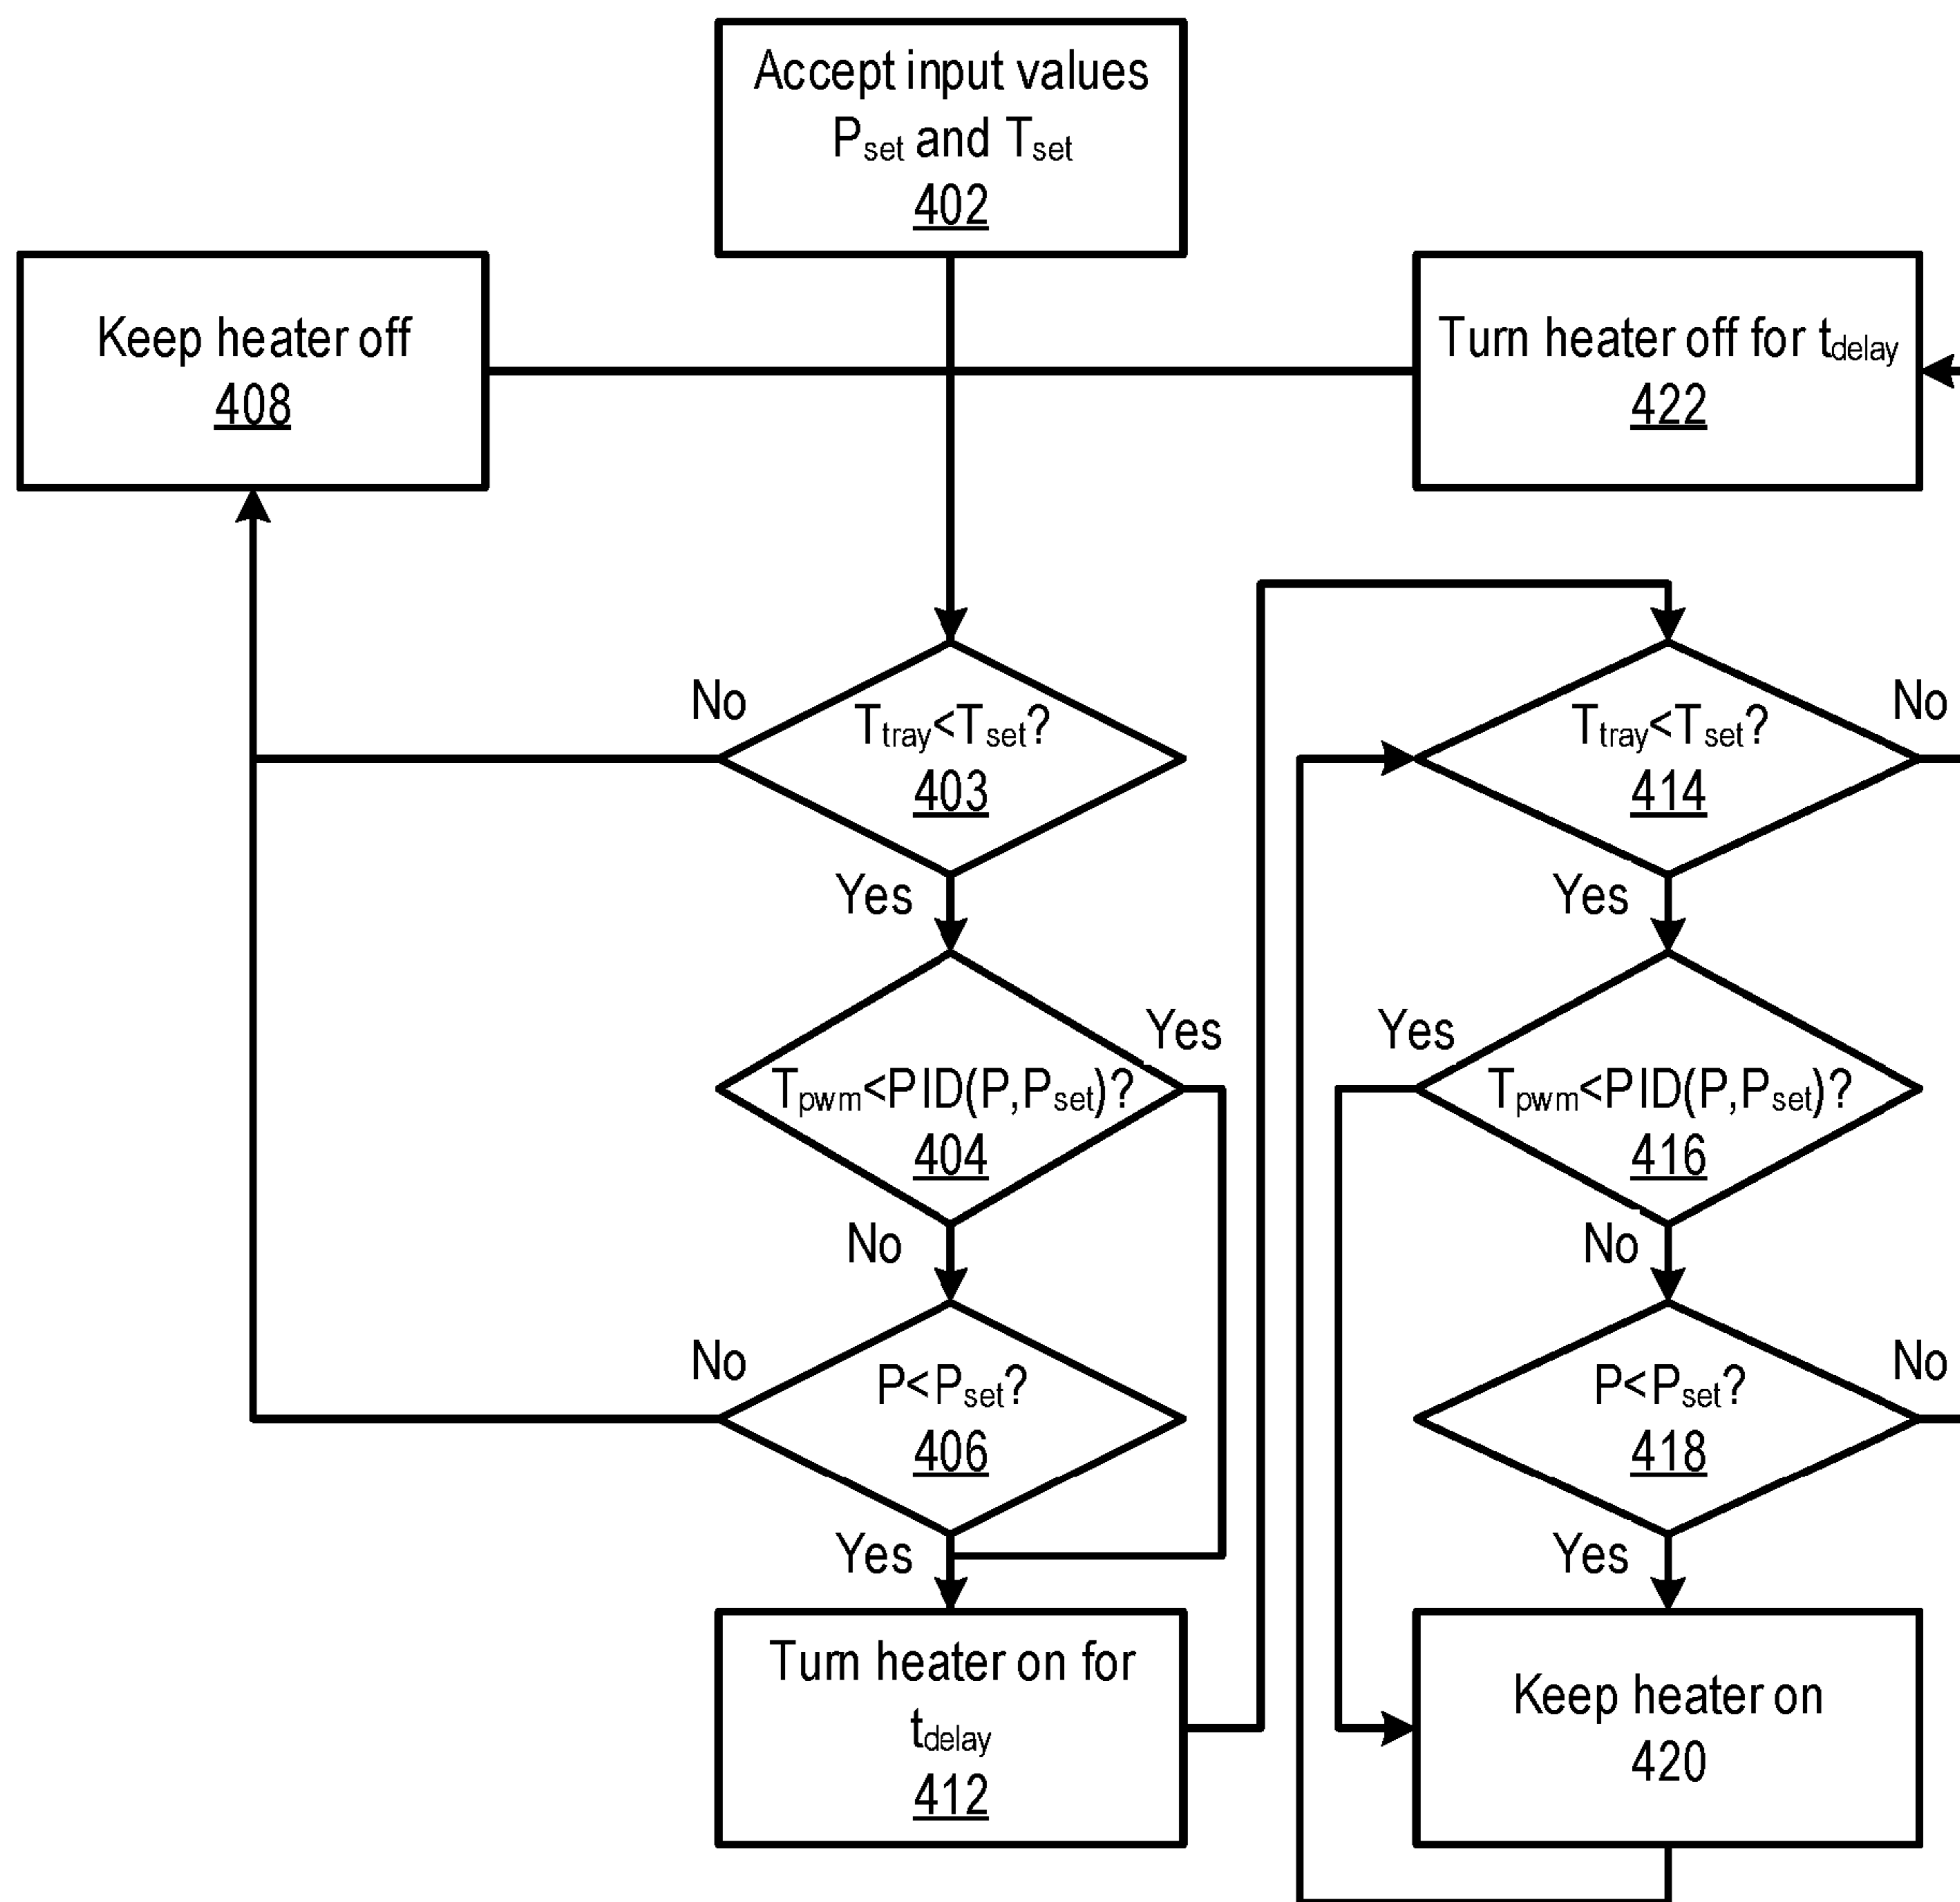 Accept input values
Pset and Tset
402
Keep heater off
408
Turn heater off for tdelay
422
No
Ttray<Tset?
403
Yes
No
Ttray<Tset?
414
Yes
Yes
Tpwm<PID(P,Pset)?
404
No
Yes
Tpwm<PID(P,Pset)?
416
No
No
P<Pset?
406
Yes
No
P<Pset?
418
Yes
Turn heater on for
tdelay
412
Keep heater on
420